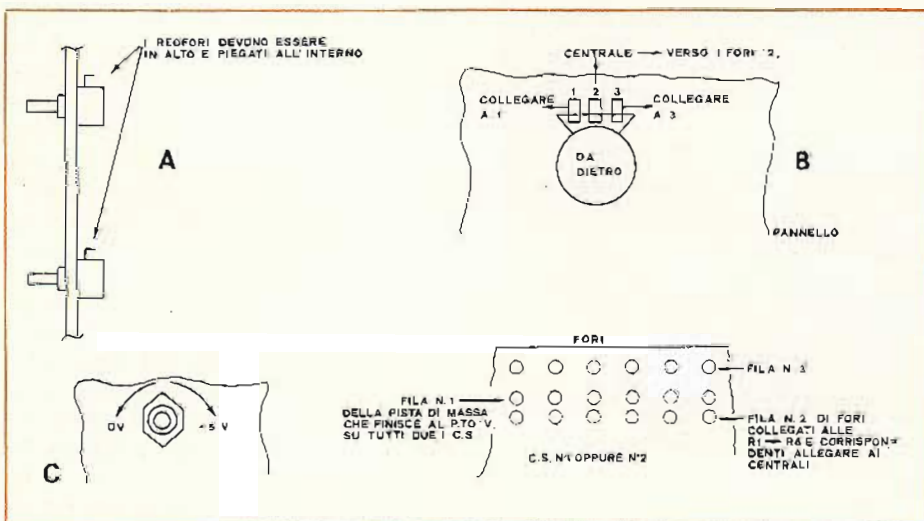 I REOFORI DEVONO ESSERE
IN ALTO E PIEGATI ALL'INTERNO
A
CENTRALE → VERSO I FORI "2,
1 2 3
COLLEGARE
A 1
COLLEGARE
A 3
DA
DIETRO
B
PANNELLO
0V
+5 V
C
FORI
FILA N. 3
FILA N. 1
DELLA PISTA DI MASSA
CHE FINISCE AL P.TO "V,
SU TUTTI DUE I C.S
FILA N. 2 DI FORI
COLLEGATI ALLE
R1 → R6 E CORRISPON=
DENTI ALLEGARE AI
CENTRALI
C.S. N°1 OPPURE N°2